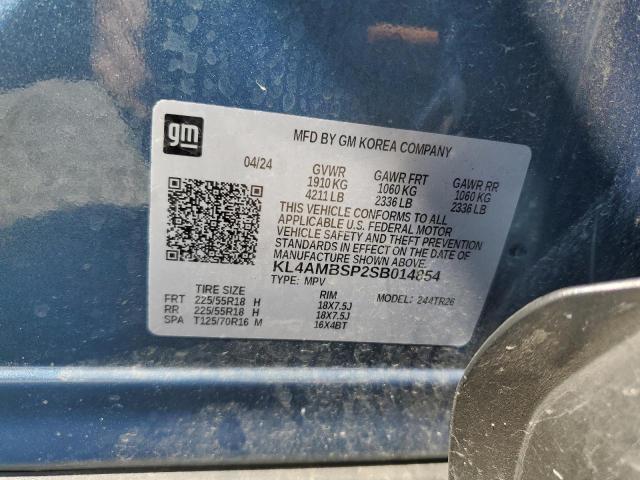 gm
MFD BY GM KOREA COMPANY
04/24 GVWR GAWR FRT GAWR RR
1910 KG 1060 KG 1060 KG
4211 LB 2336 LB 2336 LB
THIS VEHICLE CONFORMS TO ALL
APPLICABLE U.S. FEDERAL MOTOR
VEHICLE SAFETY AND THEFT
PREVENTION STANDARDS
IN EFFECT ON THE DATE OF
MANUFACTURE SHOWN ABOVE.
KL4AMBSP2SB014854
TYPE: MPV
TIRE SIZE RIM MODEL: 244TR26
FRT 225/55R18 H 18X7.5J
RR 225/55R18 H 18X7.5J
SPA T125/70R16 M 16X4BT